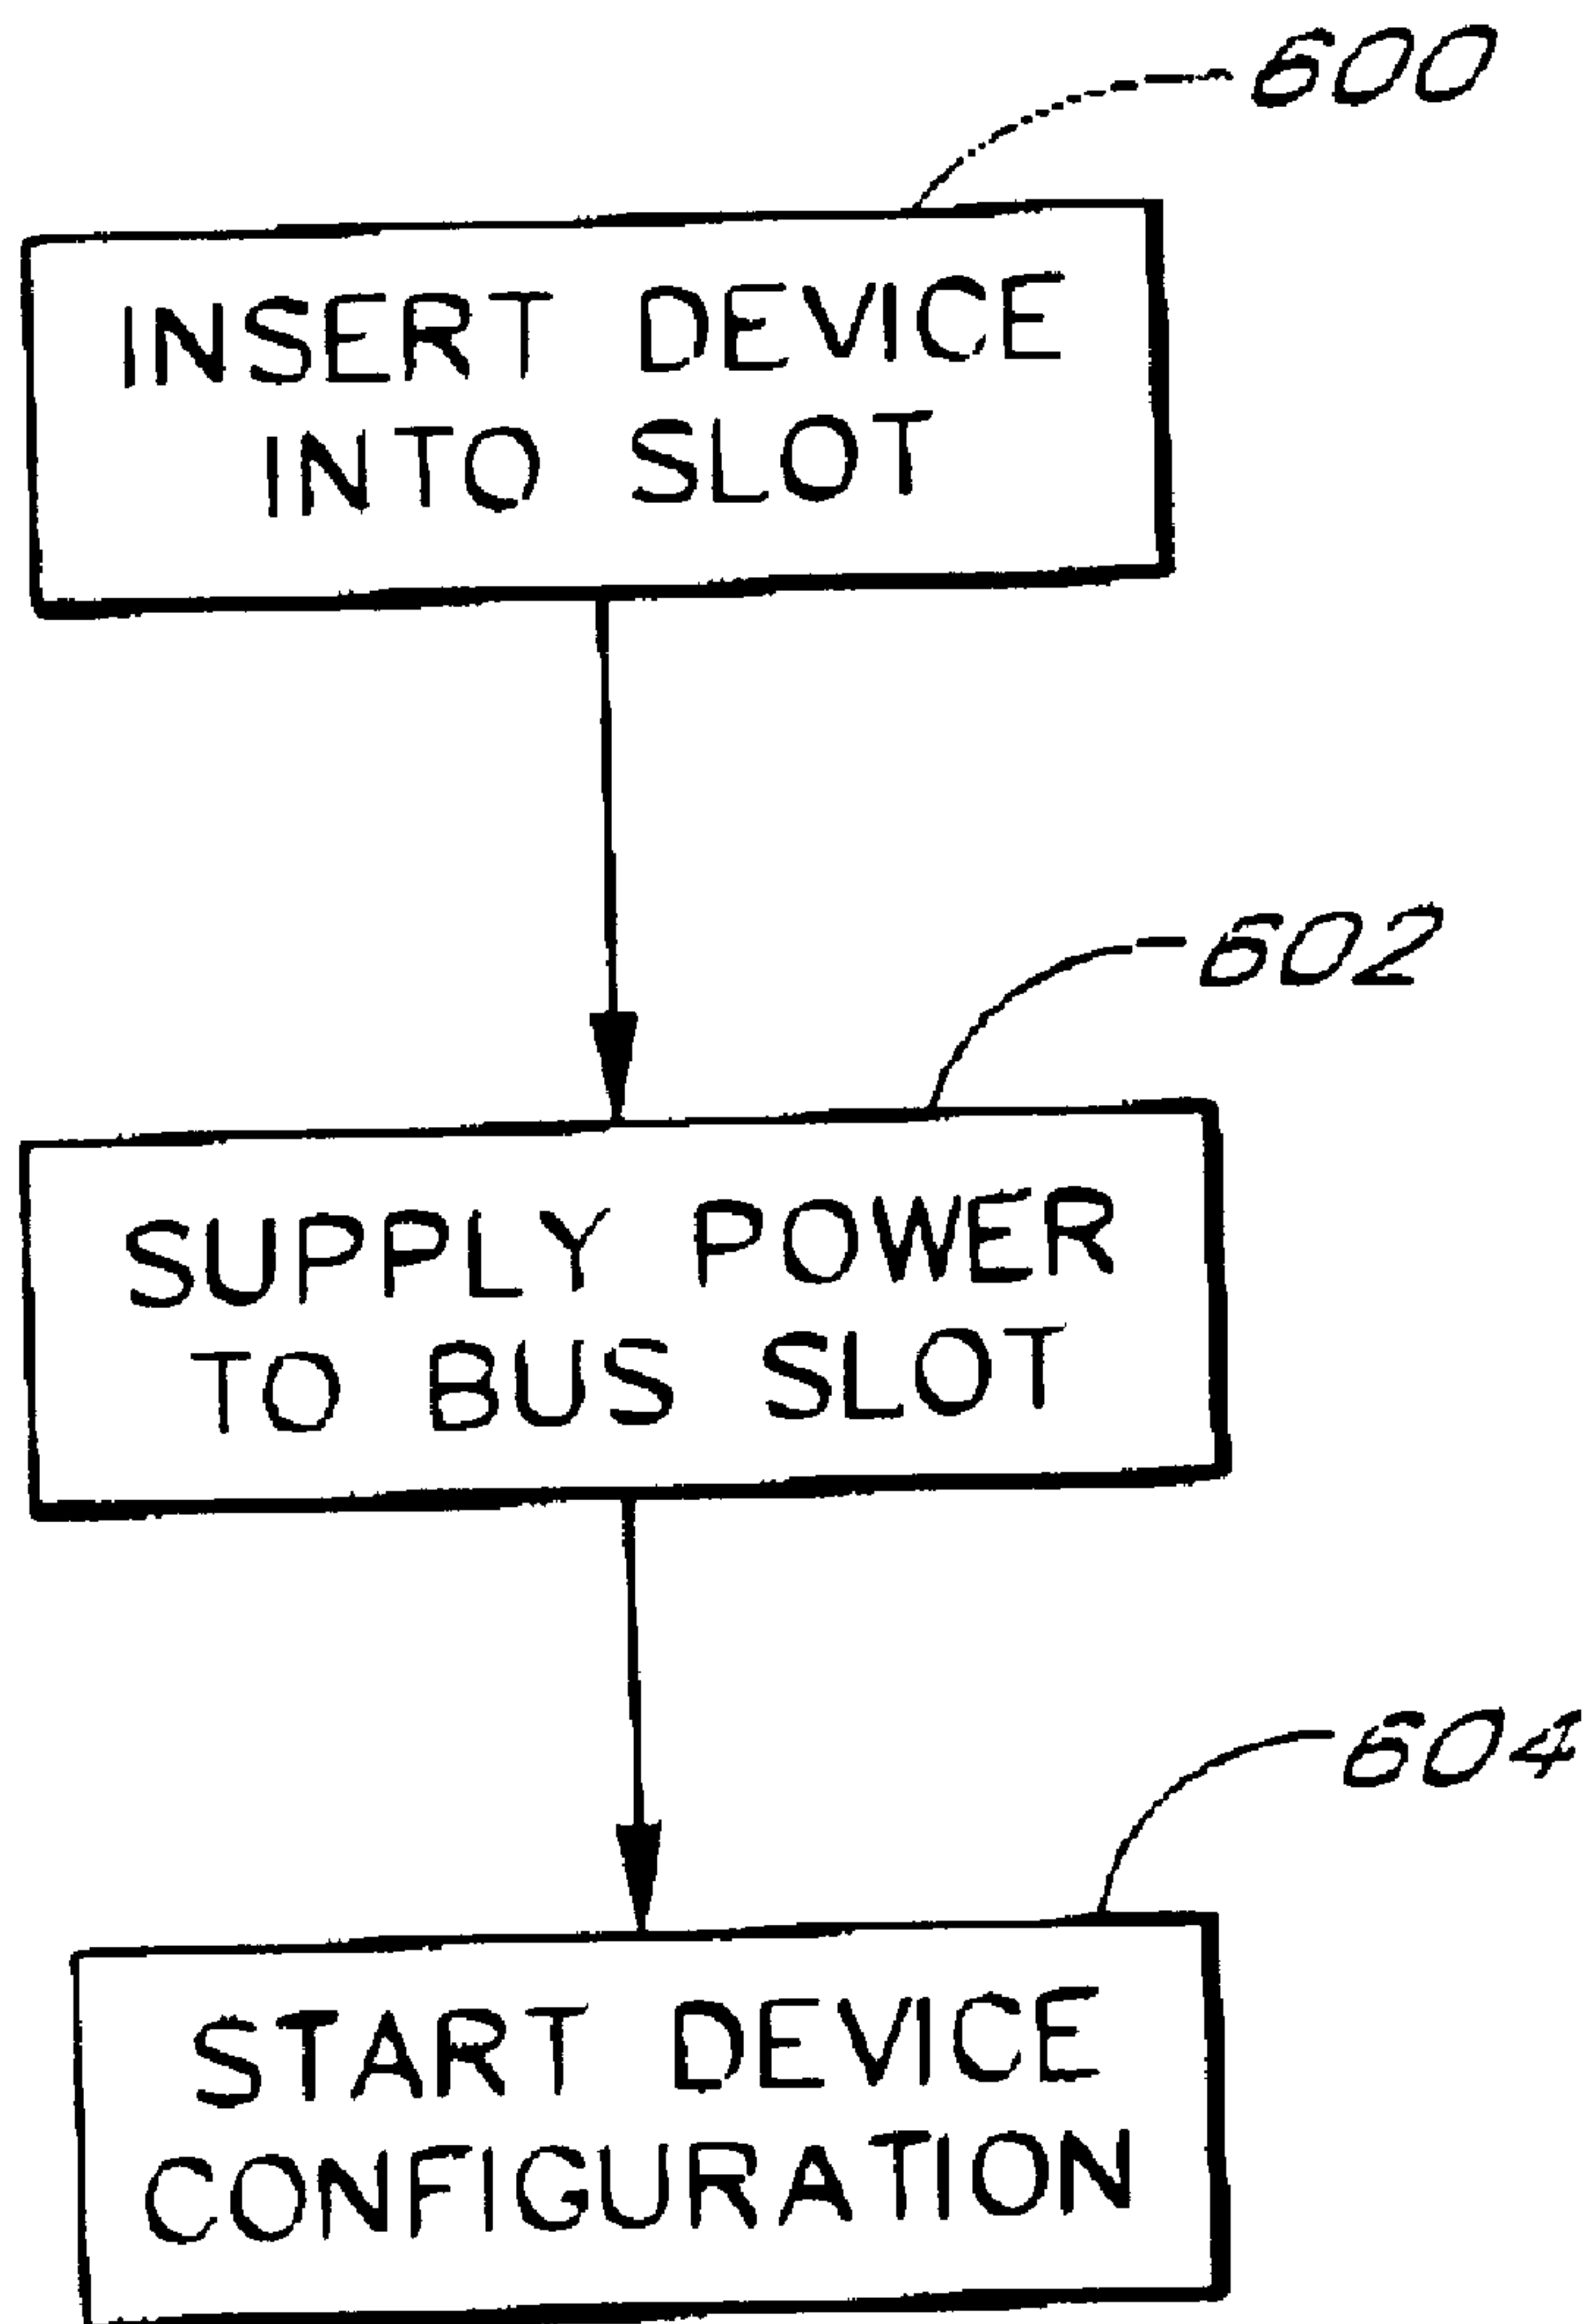 600
INSERT DEVICE
INTO SLOT
602
SUPPLY POWER
TO BUS SLOT
604
START DEVICE
CONFIGURATION